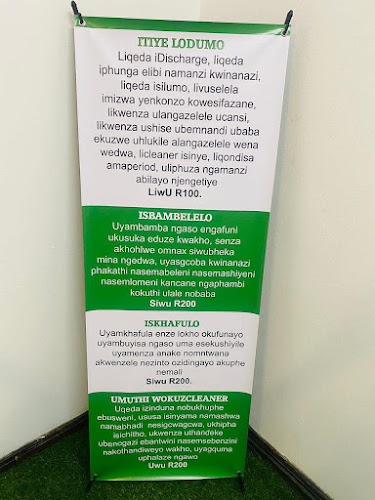 ITIYE LODUMO
Liqeda iDischarge, liqeda
iphunga elibi namanzi kwinanazi,
liqeda isilumo, livuselela
imizwa yenkonzo kowesifazane,
likwenza ulangazelele ucansi,
likwenza ushise ubemnandi ubaba
ekuzwe uhlukile alangazelele wena
wedwa, licleaner isinye, liqondisa
amaperiod, uliphuza ngamanzi
abilayo njengetiye
LiwU R100.
ISBAMBELELO
Uyambamba ngaso engafuni
ukusuka eduze kwakho, senza
akhohlwe omnax siwubheka
mina ngedwa, uyasgcoba kwinanazi
phakathi nasemabeleni nasemashiyeni
nasemlomeni kancane ngaphambi
kokuthi ulale nobaba
Siwu R200
ISKHAFULO
Uyamkhafula enze lokho okufunayo
uyambuyisa ngaso uma esekushiyile
uyamenza anake nomntwana
akwenzele nezinto ozidingayo akuphe
nemali
Siwu R200.
UMUTHI WOKUZCLEANER
Uqeda izinduna nobukhuphe
ebusweni, ususa isinyama namashwa
namabhadi nesigcwagcwa, ukhipha
isichitho, ukwenza uthandeke
ubenogazi ebantwini nasemsebenzini
nakothandiweyo wakho, uyagquma
uphalaze ngawo
Uwu R200